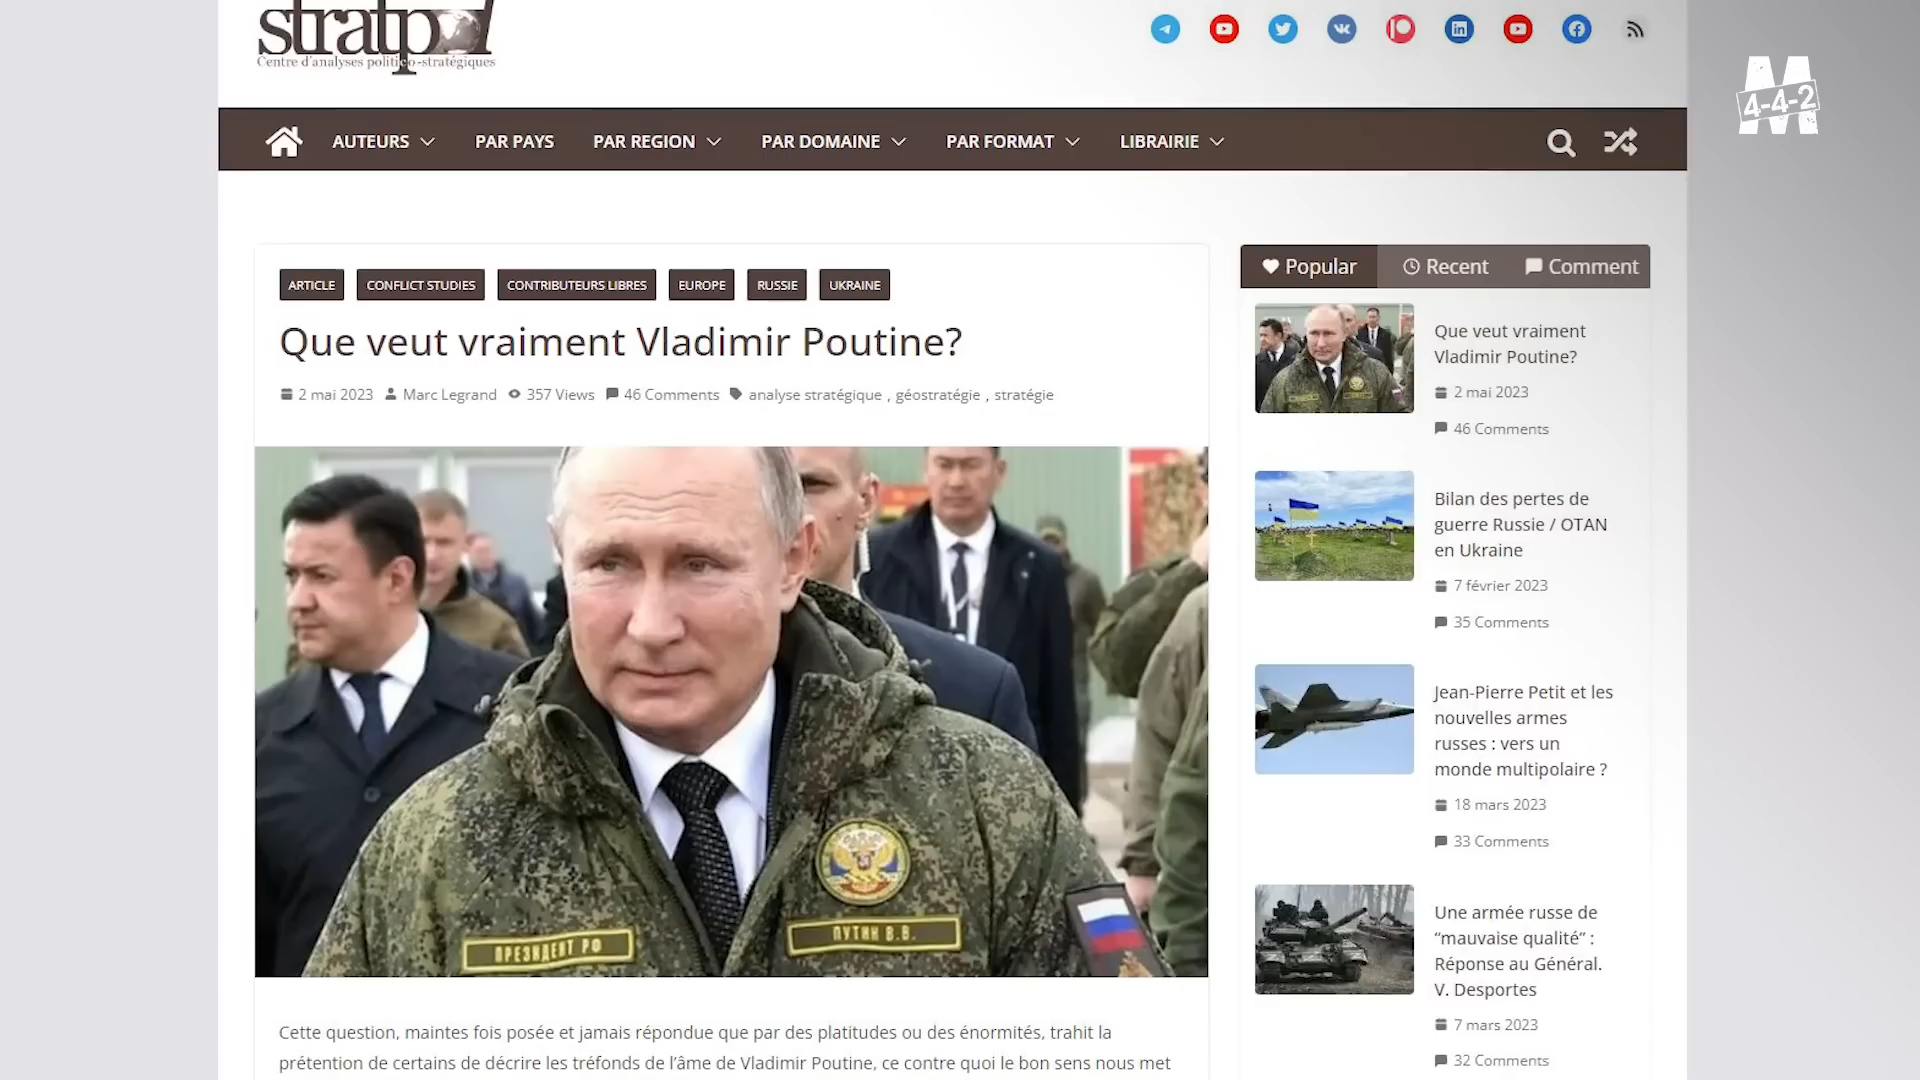 stratpol
Centre d'analyses politico-stratégiques
M
4-4-2
AUTEURS
PAR PAYS
PAR REGION
PAR DOMAINE
PAR FORMAT
LIBRAIRIE
ARTICLE
CONFLICT STUDIES
CONTRIBUTEURS LIBRES
EUROPE
RUSSIE
UKRAINE
Que veut vraiment Vladimir Poutine?
2 mai 2023 Marc Legrand 357 Views 46 Comments analyse stratégique , géostratégie , stratégie
ПРЕЗИДЕНТ РФ
ПУТИН В.В.
Cette question, maintes fois posée et jamais répondue que par des platitudes ou des énormités, trahit la
prétention de certains de décrire les tréfonds de l'âme de Vladimir Poutine, ce contre quoi le bon sens nous met
Popular
Recent
Comment
Que veut vraiment
Vladimir Poutine?
2 mai 2023
46 Comments
Bilan des pertes de
guerre Russie / OTAN
en Ukraine
7 février 2023
35 Comments
Jean-Pierre Petit et les
nouvelles armes
russes : vers un
monde multipolaire ?
18 mars 2023
33 Comments
Une armée russe de
“mauvaise qualité” :
Réponse au Général.
V. Desportes
7 mars 2023
32 Comments